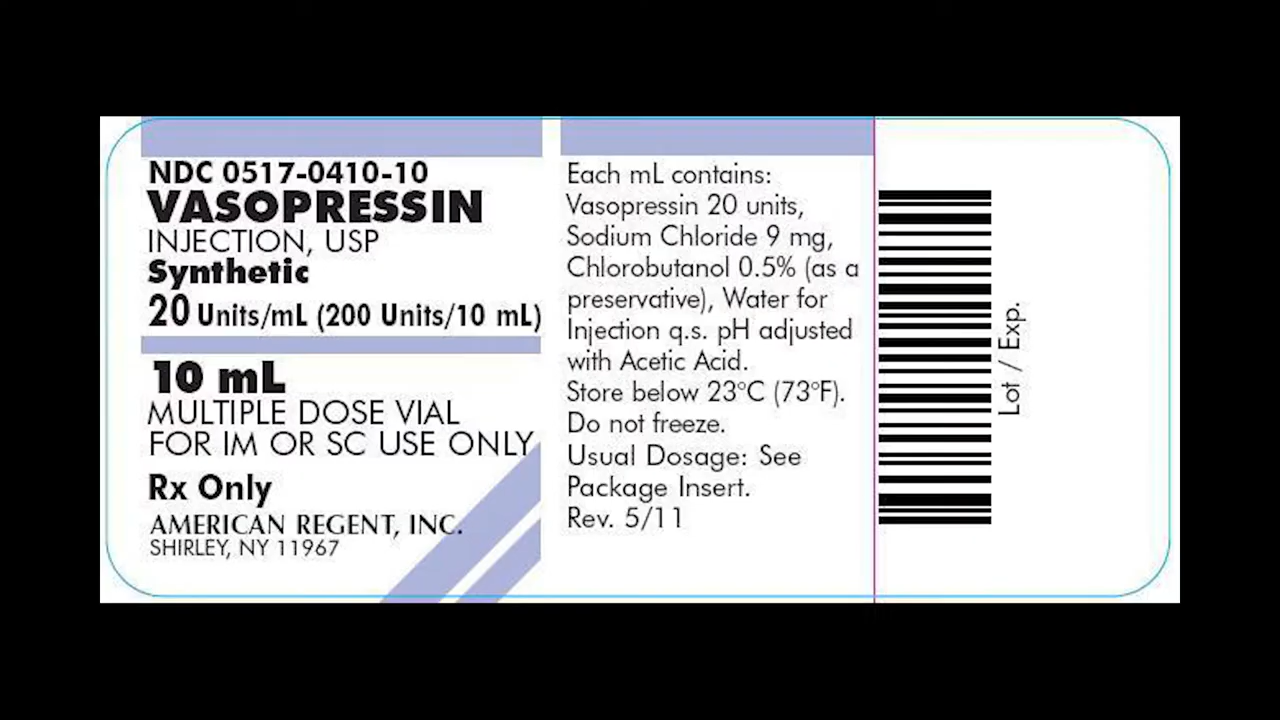 NDC 0517-0410-10
VASOPRESSIN
INJECTION, USP
Synthetic
20 Units/mL (200 Units/10 mL)
10 mL
MULTIPLE DOSE VIAL
FOR IM OR SC USE ONLY
Rx Only
AMERICAN REGENT, INC.
SHIRLEY, NY 11967
Each mL contains:
Vasopressin 20 units,
Sodium Chloride 9 mg,
Chlorobutanol 0.5% (as a
preservative), Water for
Injection q.s. pH adjusted
with Acetic Acid.
Store below 23°C (73°F).
Do not freeze.
Usual Dosage: See
Package Insert.
Rev. 5/11
Lot / Exp.